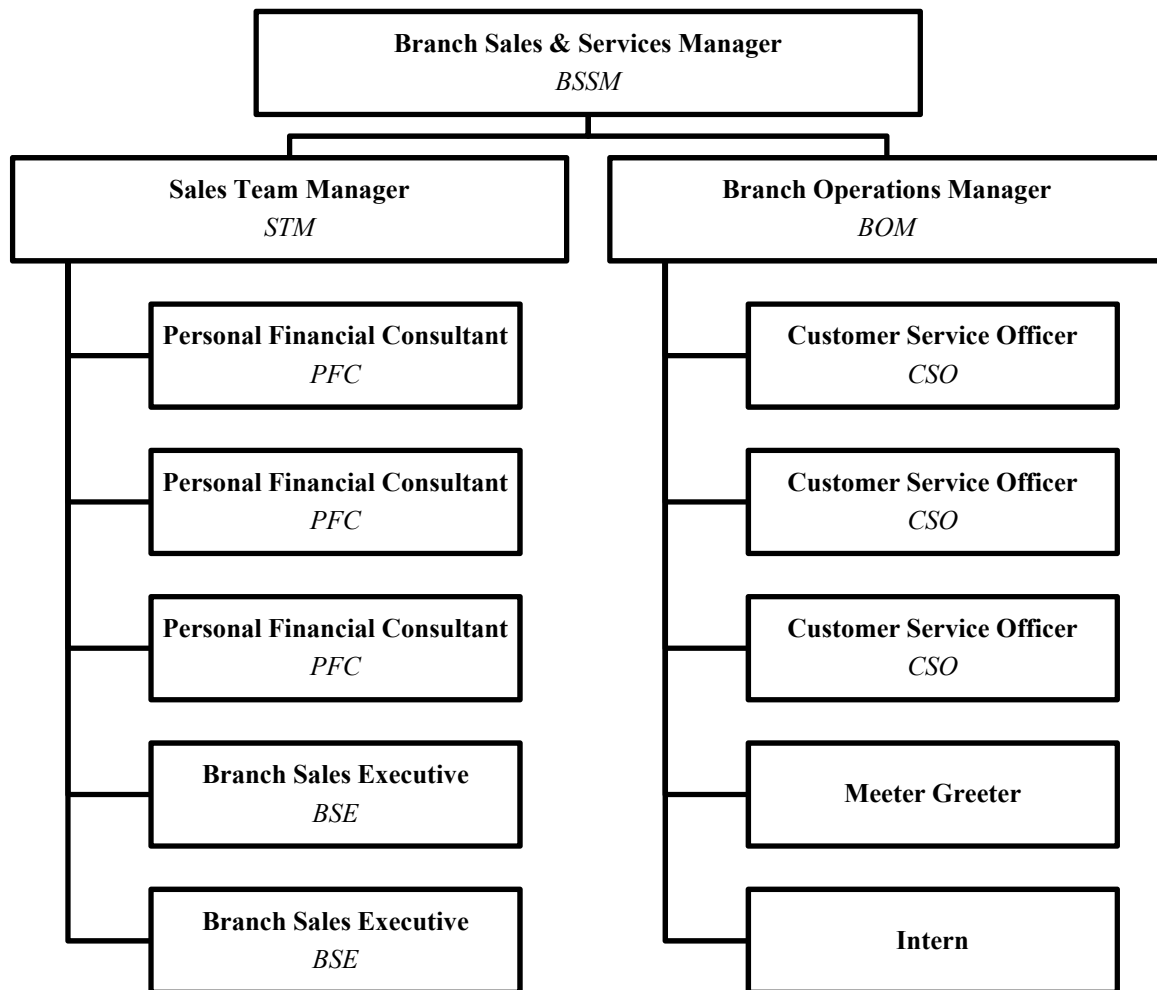 Branch Sales & Services Manager
BSSM
Sales Team Manager
STM
Branch Operations Manager
BOM
Personal Financial Consultant
PFC
Personal Financial Consultant
PFC
Personal Financial Consultant
PFC
Branch Sales Executive
BSE
Branch Sales Executive
BSE
Customer Service Officer
CSO
Customer Service Officer
CSO
Customer Service Officer
CSO
Meeter Greeter
Intern